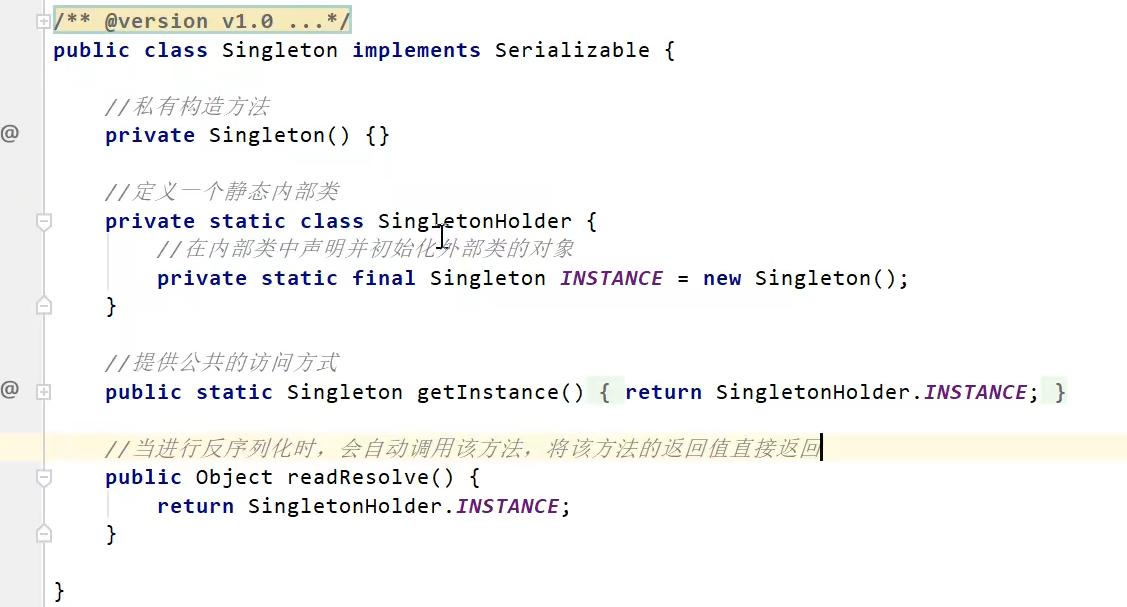 /** @version v1.0 ...*/
public class Singleton implements Serializable {
//私有构造方法
@
private Singleton() {}
//定义一个静态内部类
private static class SingletonHolder {
//在内部类中声明并初始化外部类的对象
private static final Singleton INSTANCE = new Singleton();
}
//提供公共的访问方式
@
public static Singleton getInstance() { return SingletonHolder.INSTANCE; }
//当进行反序列化时，会自动调用该方法，将该方法的返回值直接返回
public Object readResolve() {
return SingletonHolder.INSTANCE;
}
}